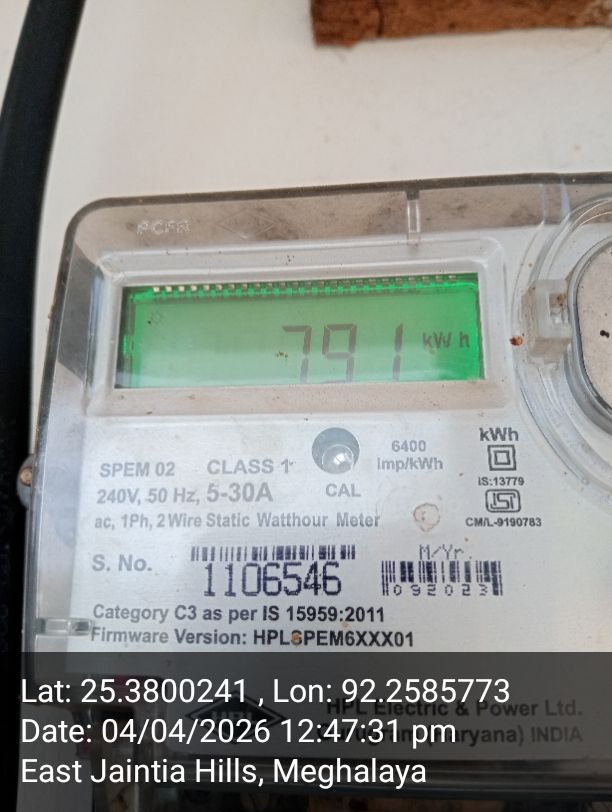 791 kWh
SPEM 02 CLASS 1
6400 imp/kWh
kWh
240V, 50 Hz, 5-30A
CAL
IS:13779
ac, 1Ph, 2 Wire Static Watthour Meter
CM/L-9190783
S. No.
1106546
M/Yr.
092023
Category C3 as per IS 15959:2011
Firmware Version: HPLSPEM6XXX01
Lat: 25.3800241 , Lon: 92.2585773
HPL Electric & Power Ltd.
Date: 04/04/2026 12:47:31 pm
(Haryana) INDIA
East Jaintia Hills, Meghalaya